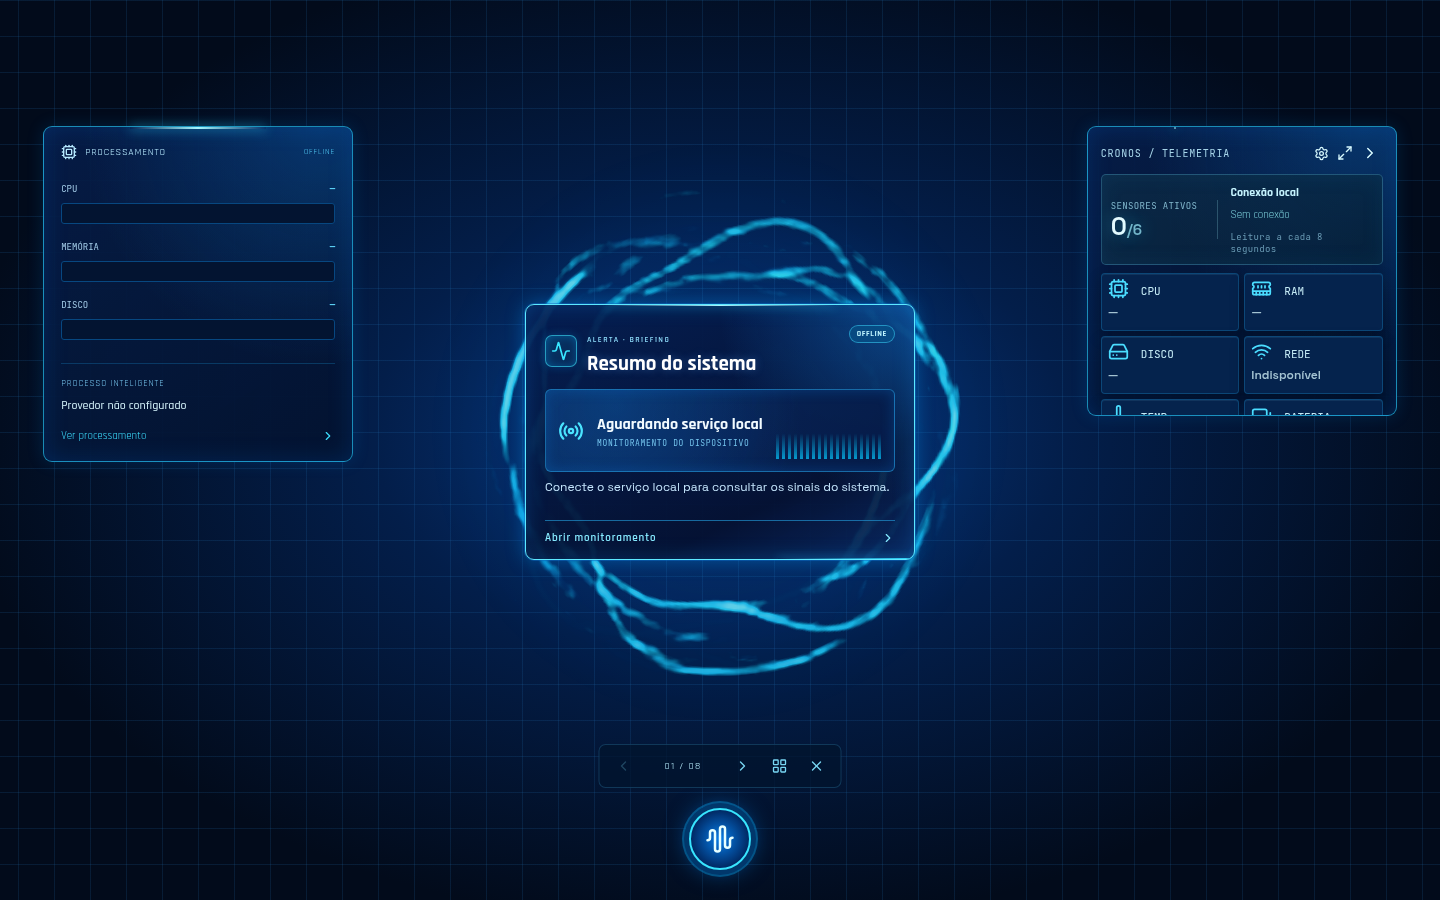 PROCESSAMENTO
OFFLINE
CPU
—
MEMÓRIA
—
DISCO
—
PROCESSO INTELIGENTE
Provedor não configurado
Ver processamento
ALERTA · BRIEFING
OFFLINE
Resumo do sistema
Aguardando serviço local
MONITORAMENTO DO DISPOSITIVO
Conecte o serviço local para consultar os sinais do sistema.
Abrir monitoramento
01 / 08
CRONOS / TELEMETRIA
SENSORES ATIVOS
0/6
Conexão local
Sem conexão
Leitura a cada 8
segundos
CPU
—
RAM
—
DISCO
—
REDE
Indisponível
TEMP
BATERIA